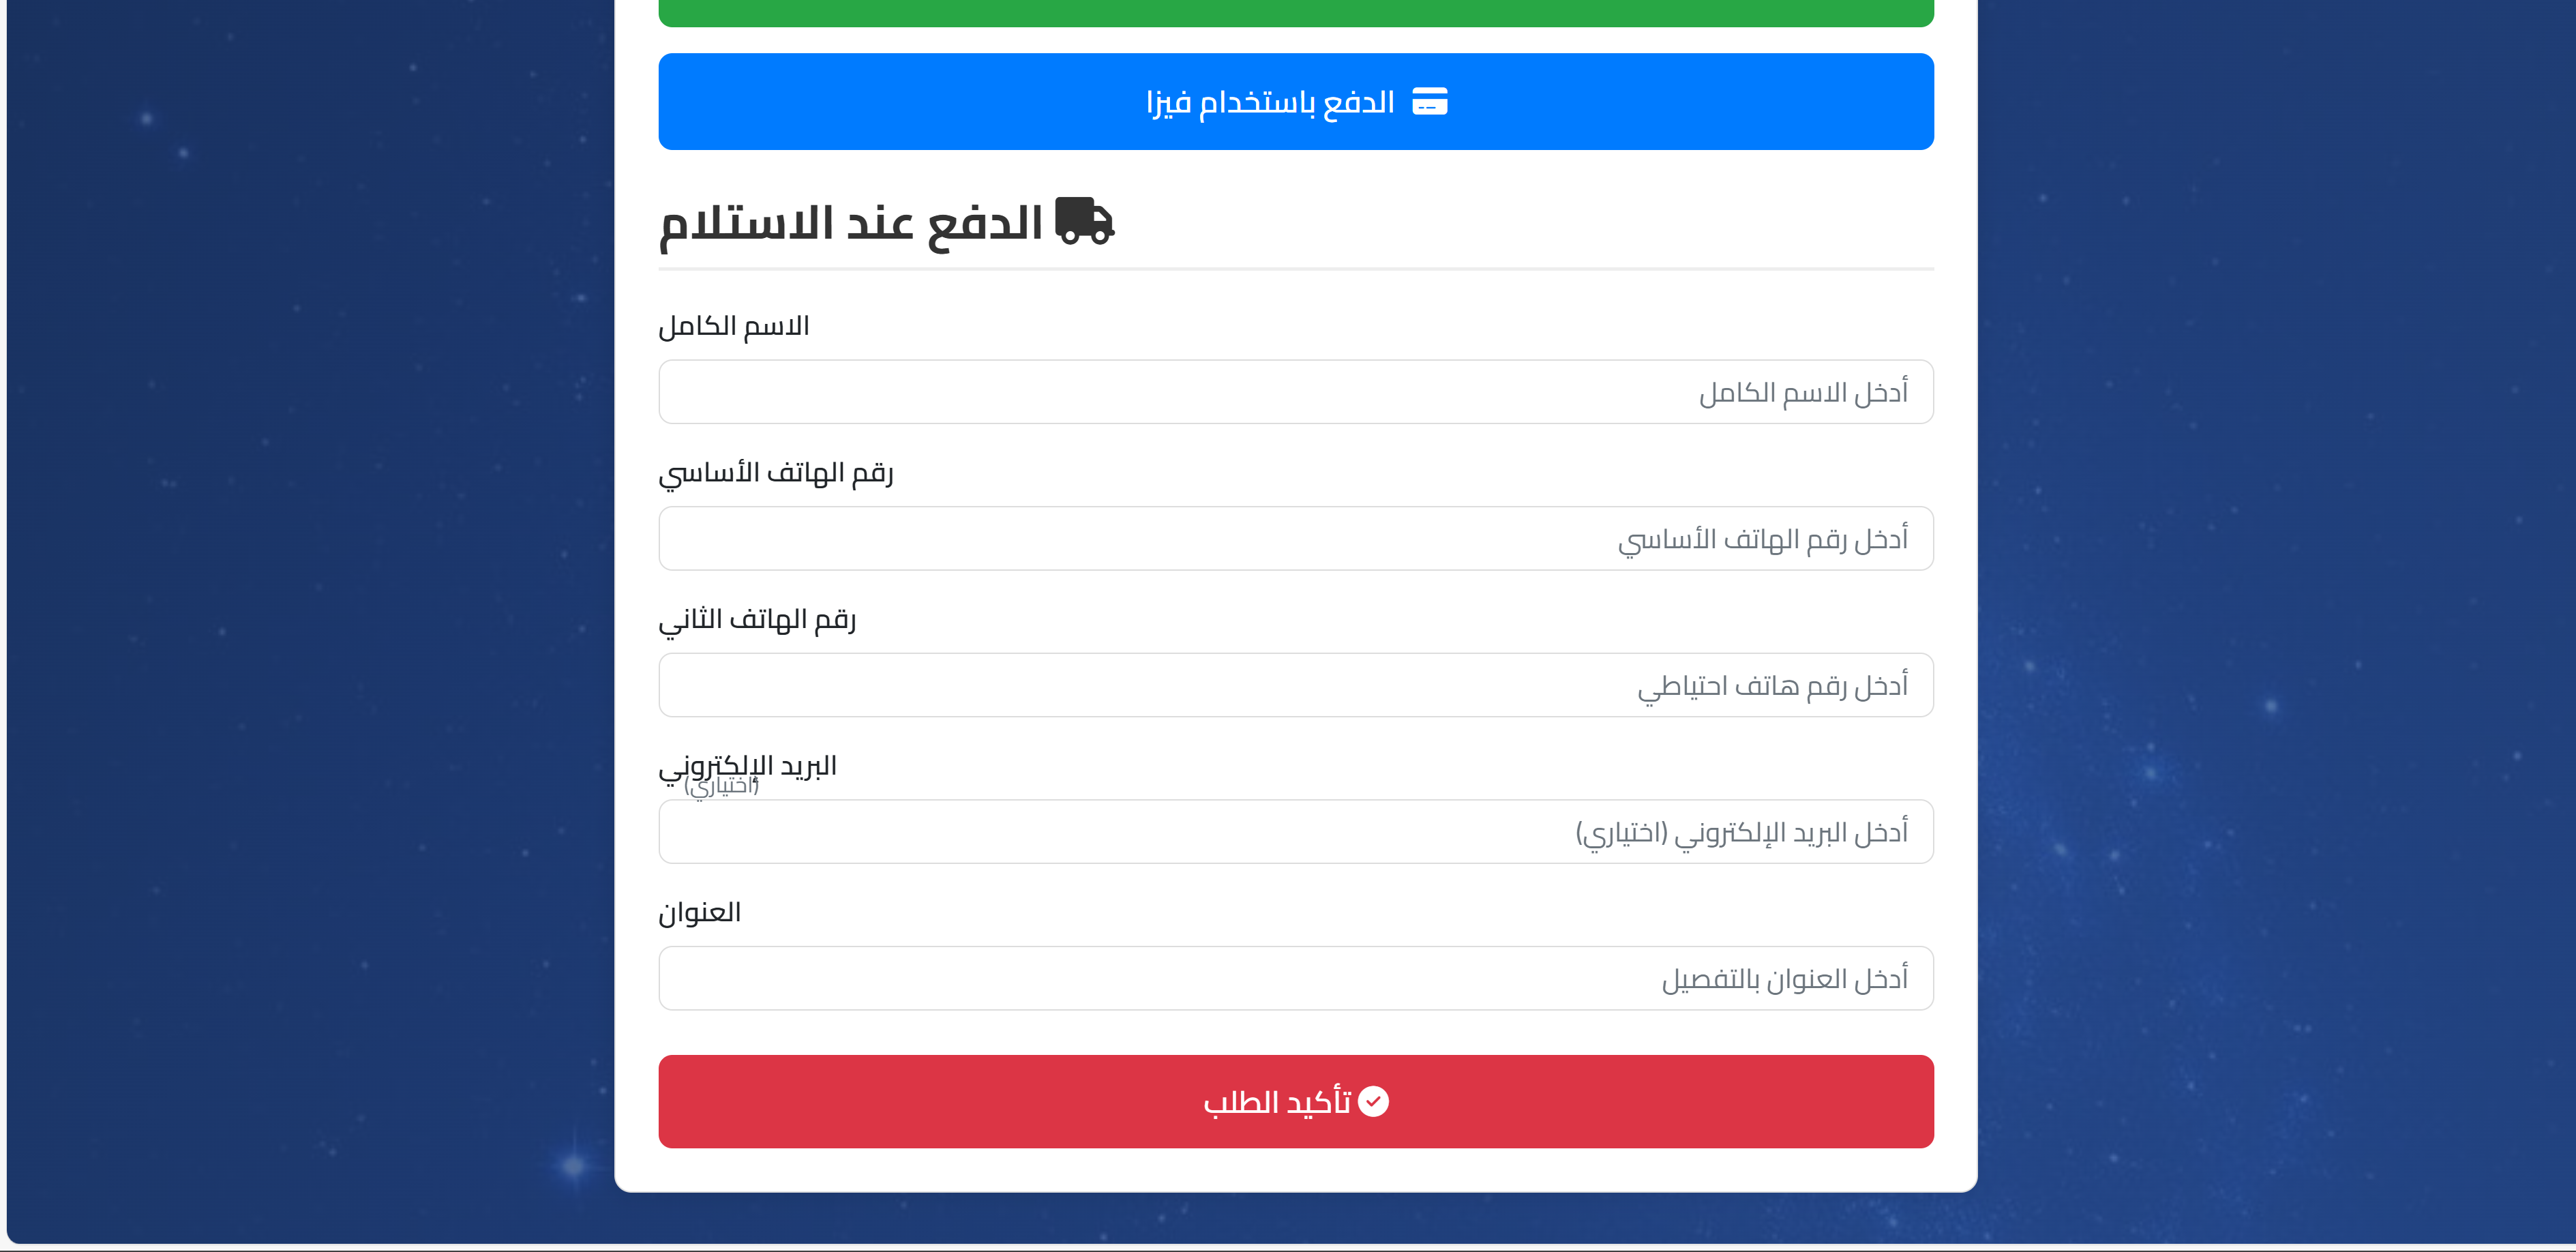 الدفع باستخدام فيزا
الدفع عند الاستلام
الاسم الكامل
أدخل الاسم الكامل
رقم الهاتف الأساسي
أدخل رقم الهاتف الأساسي
رقم الهاتف الثاني
أدخل رقم هاتف احتياطي
البريد الإلكتروني
(اختياري)
أدخل البريد الإلكتروني (اختياري)
العنوان
أدخل العنوان بالتفصيل
تأكيد الطلب